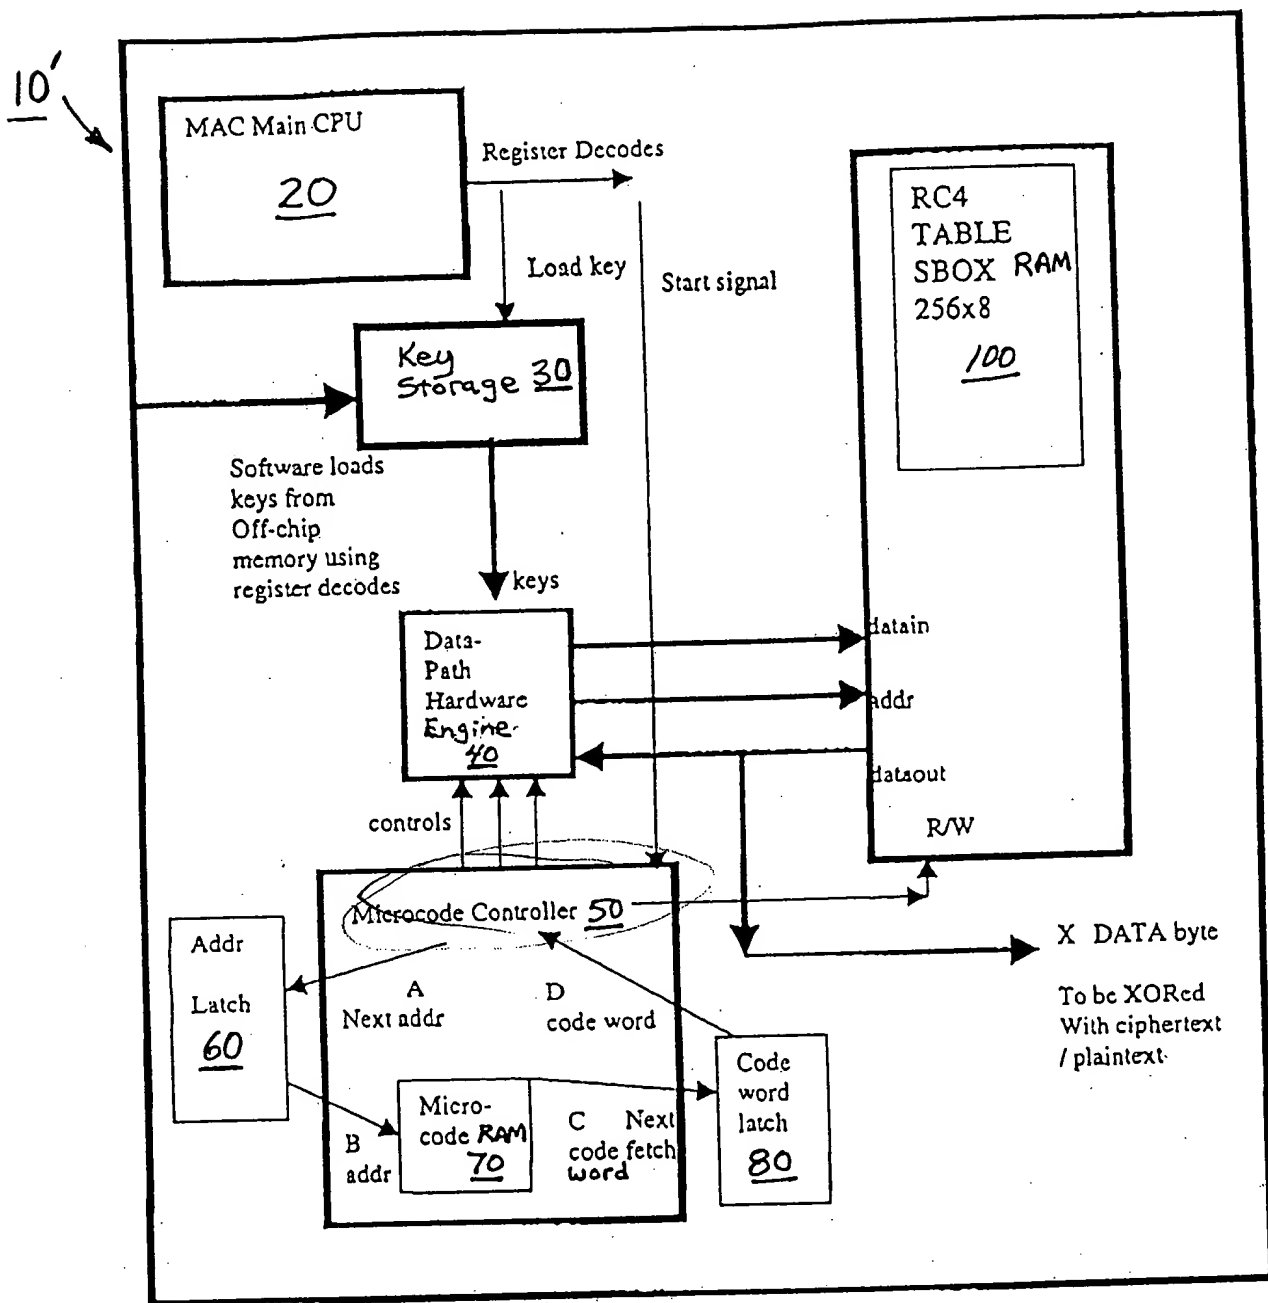 10'
MAC Main CPU
20
Register Decodes
Load key
Start signal
RC4
TABLE
SBOX RAM
256x8
100
Key
Storage 30
Software loads
keys from
Off-chip
memory using
register decodes
keys
Data-
Path
Hardware
Engine
40
datain
addr
dataout
R/W
controls
Microcode Controller 50
Addr
Latch
60
A
Next addr
D
code word
X DATA byte
To be XORed
With ciphertext
/ plaintext
Micro-
code RAM
70
B
addr
C Next
code fetch
word
Code
word
latch
80